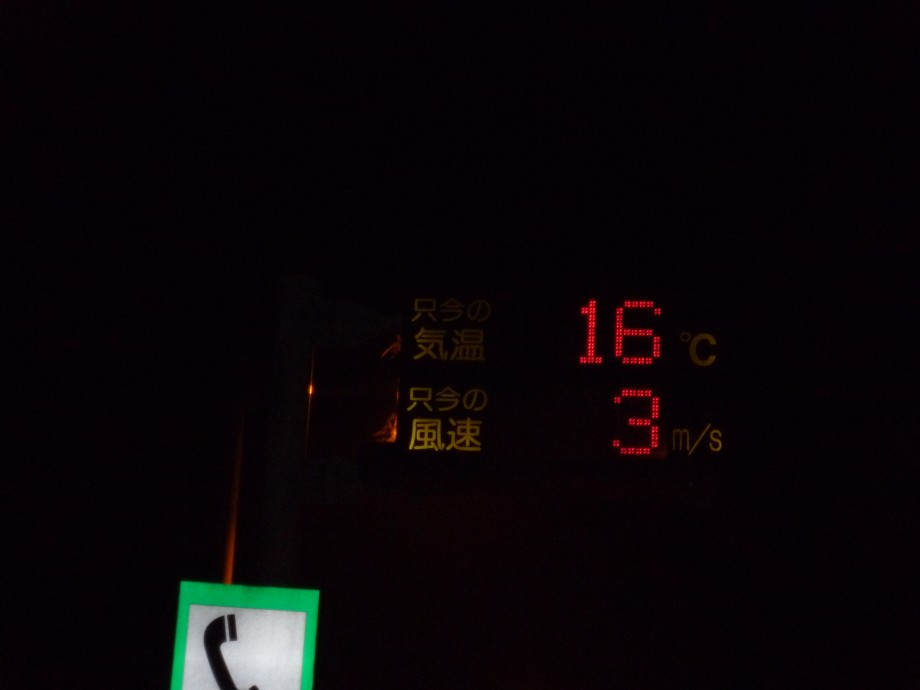 只今の
気温 16 ℃
只今の
風速 3 m/s